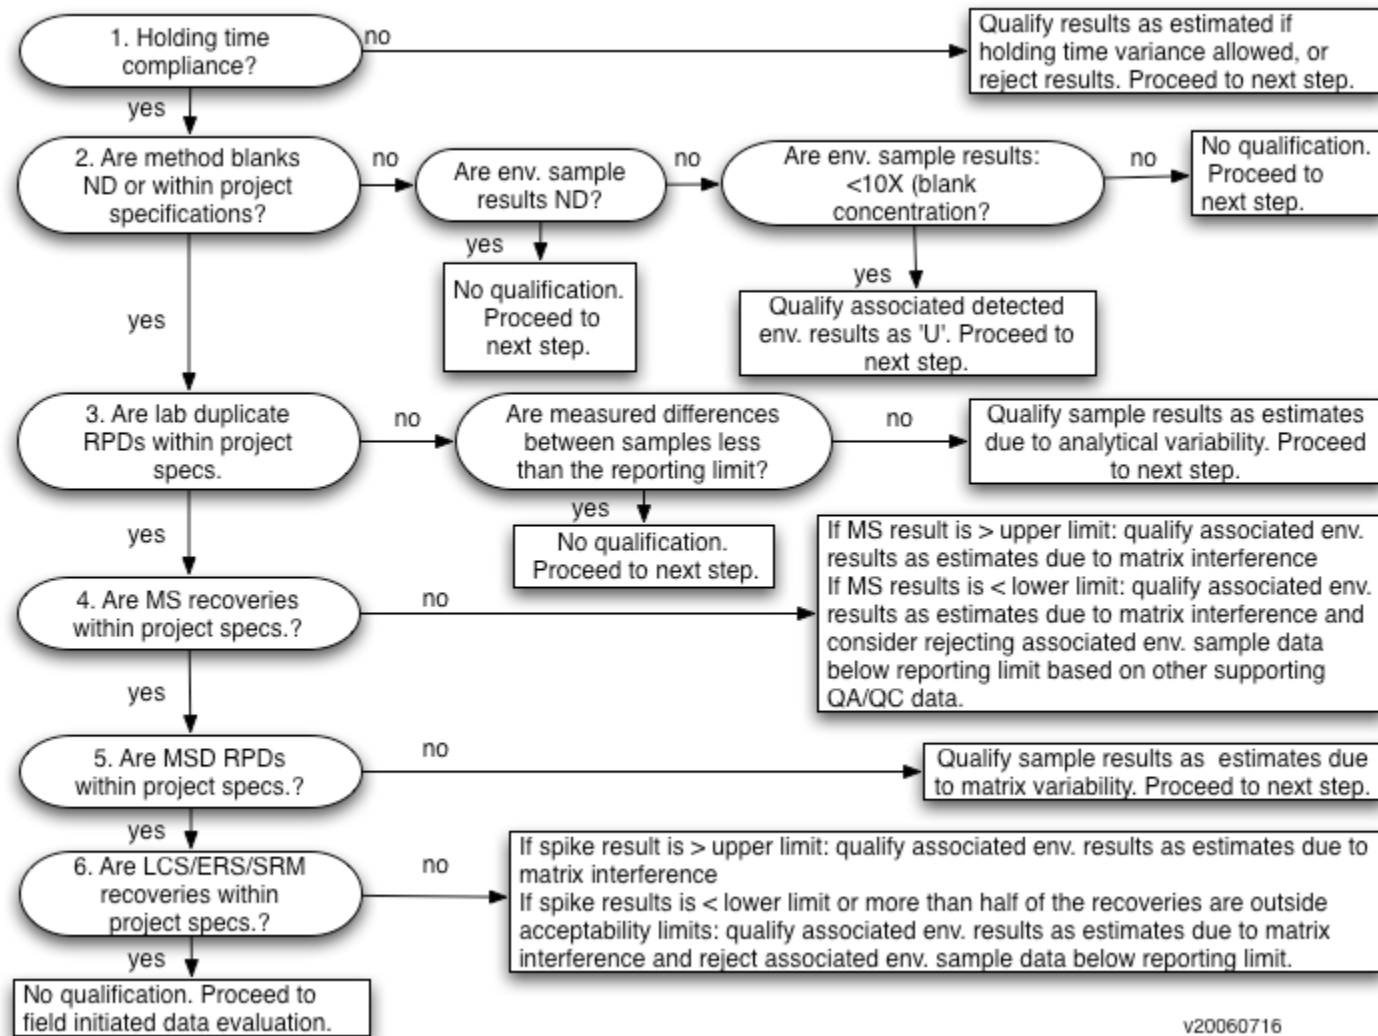 1. Holding time
compliance?
no
Qualify results as estimated if
holding time variance allowed, or
reject results. Proceed to next step.
yes
2. Are method blanks
ND or within project
specifications?
no
Are env. sample
results ND?
no
Are env. sample results:
<10X (blank
concentration?
no
No qualification.
Proceed to
next step.
yes
No qualification.
Proceed to
next step.
yes
Qualify associated detected
env. results as 'U'. Proceed to
next step.
yes
3. Are lab duplicate
RPDs within project
specs.
no
Are measured differences
between samples less
than the reporting limit?
no
Qualify sample results as estimates
due to analytical variability. Proceed
to next step.
yes
No qualification.
Proceed to next step.
yes
4. Are MS recoveries
within project specs.?
no
If MS result is > upper limit: qualify associated env.
results as estimates due to matrix interference
If MS results is < lower limit: qualify associated env.
results as estimates due to matrix interference and
consider rejecting associated env. sample data
below reporting limit based on other supporting
QA/QC data.
yes
5. Are MSD RPDs
within project specs.?
no
Qualify sample results as estimates due
to matrix variability. Proceed to next step.
yes
6. Are LCS/ERS/SRM
recoveries within
project specs.?
no
If spike result is > upper limit: qualify associated env. results as estimates due to
matrix interference
If spike results is < lower limit or more than half of the recoveries are outside
acceptability limits: qualify associated env. results as estimates due to matrix
interference and reject associated env. sample data below reporting limit.
yes
No qualification. Proceed to
field initiated data evaluation.
v20060716